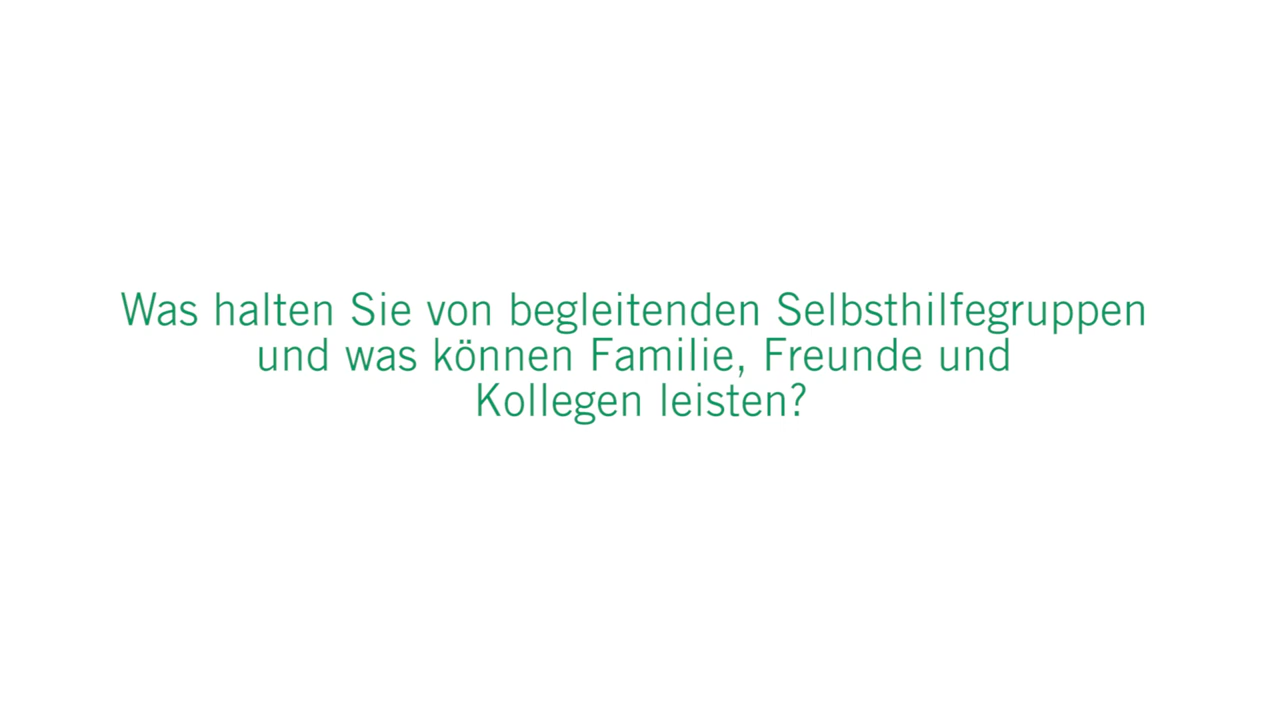 Was halten Sie von begleitenden Selbsthilfegruppen
und was können Familie, Freunde und
Kollegen leisten?